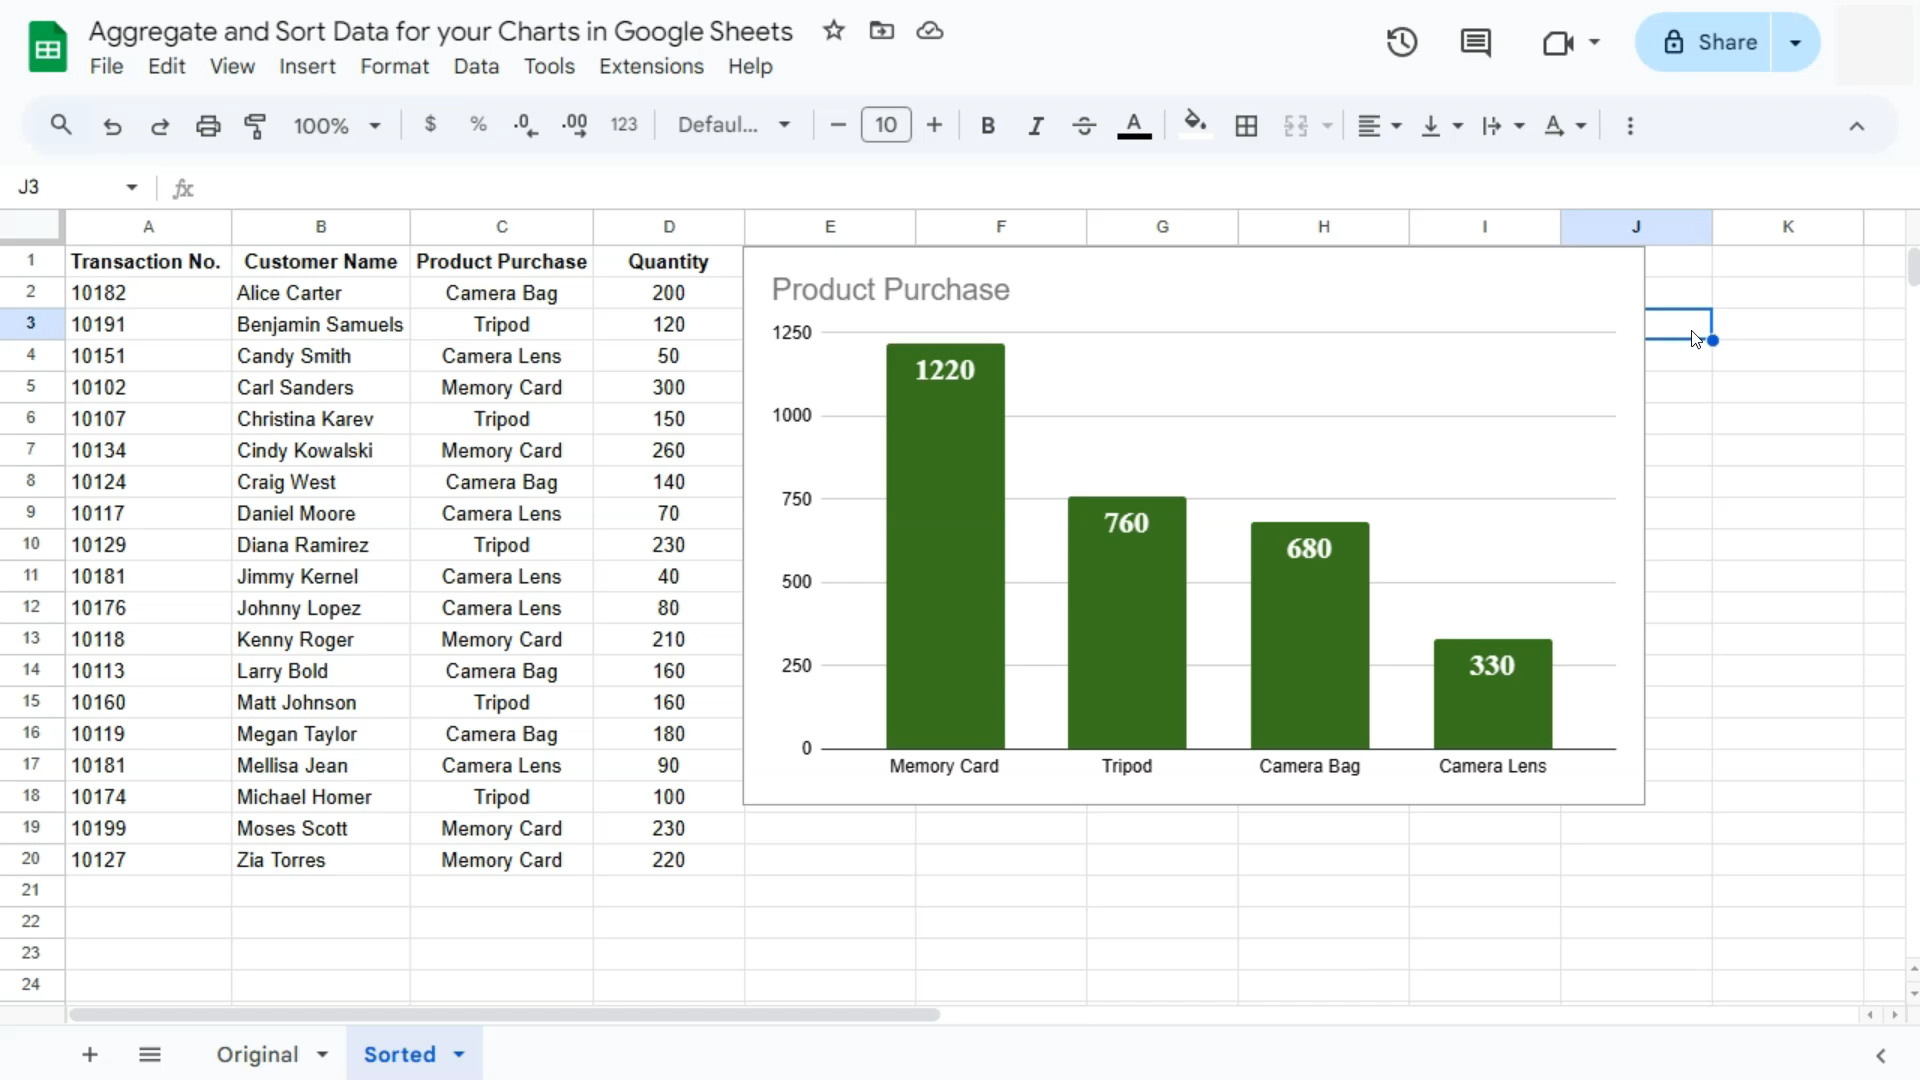 Aggregate and Sort Data for your Charts in Google Sheets
File Edit View Insert Format Data Tools Extensions Help
Share
100% $ % .0 .00 123 Defaul... 10 B I A A
J3 fx
A B C D E F G H I J K
1 Transaction No. Customer Name Product Purchase Quantity
2 10182 Alice Carter Camera Bag 200
3 10191 Benjamin Samuels Tripod 120
4 10151 Candy Smith Camera Lens 50
5 10102 Carl Sanders Memory Card 300
6 10107 Christina Karev Tripod 150
7 10134 Cindy Kowalski Memory Card 260
8 10124 Craig West Camera Bag 140
9 10117 Daniel Moore Camera Lens 70
10 10129 Diana Ramirez Tripod 230
11 10181 Jimmy Kernel Camera Lens 40
12 10176 Johnny Lopez Camera Lens 80
13 10118 Kenny Roger Memory Card 210
14 10113 Larry Bold Camera Bag 160
15 10160 Matt Johnson Tripod 160
16 10119 Megan Taylor Camera Bag 180
17 10181 Mellisa Jean Camera Lens 90
18 10174 Michael Homer Tripod 100
19 10199 Moses Scott Memory Card 230
20 10127 Zia Torres Memory Card 220
21
22
23
24
Product Purchase
1250
1000
750
500
250
0
1220
760
680
330
Memory Card Tripod Camera Bag Camera Lens
Original Sorted